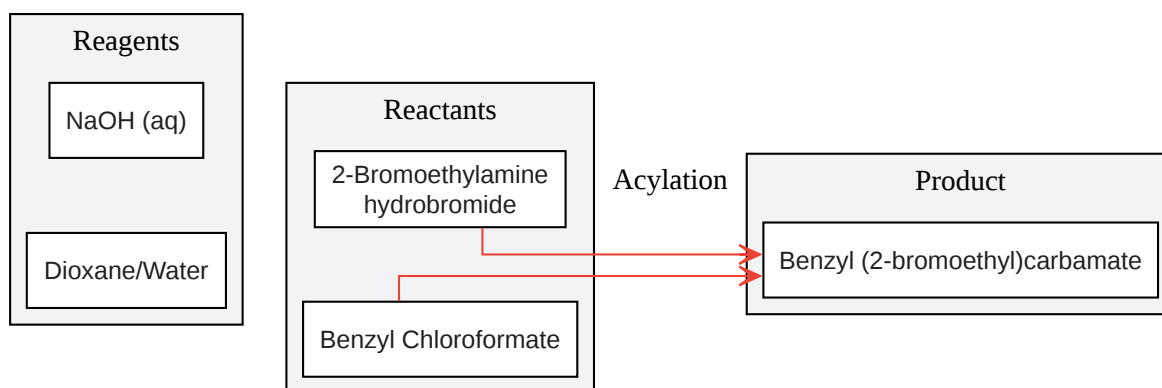 Reagents
NaOH (aq)
Dioxane/Water
Reactants
2-Bromoethylamine
hydrobromide
Benzyl Chloroformate
Acylation
Product
Benzyl (2-bromoethyl)carbamate